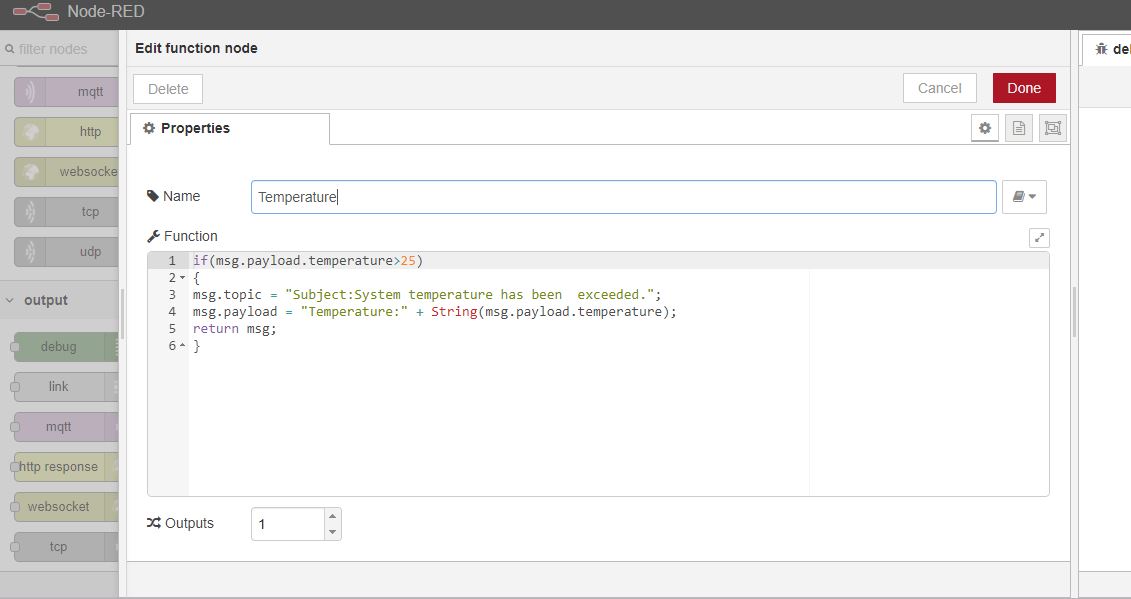 Node-RED
filter nodes
mqtt
http
websocke
tcp
udp
output
debug
link
mqtt
http response
websocket
tcp
Edit function node
Delete
Cancel
Done
Properties
Name
Temperature
Function
1 if(msg.payload.temperature>25)
2 {
3 msg.topic = "Subject:System temperature has been  exceeded.";
4 msg.payload = "Temperature:" + String(msg.payload.temperature);
5 return msg;
6 }
Outputs
1
de